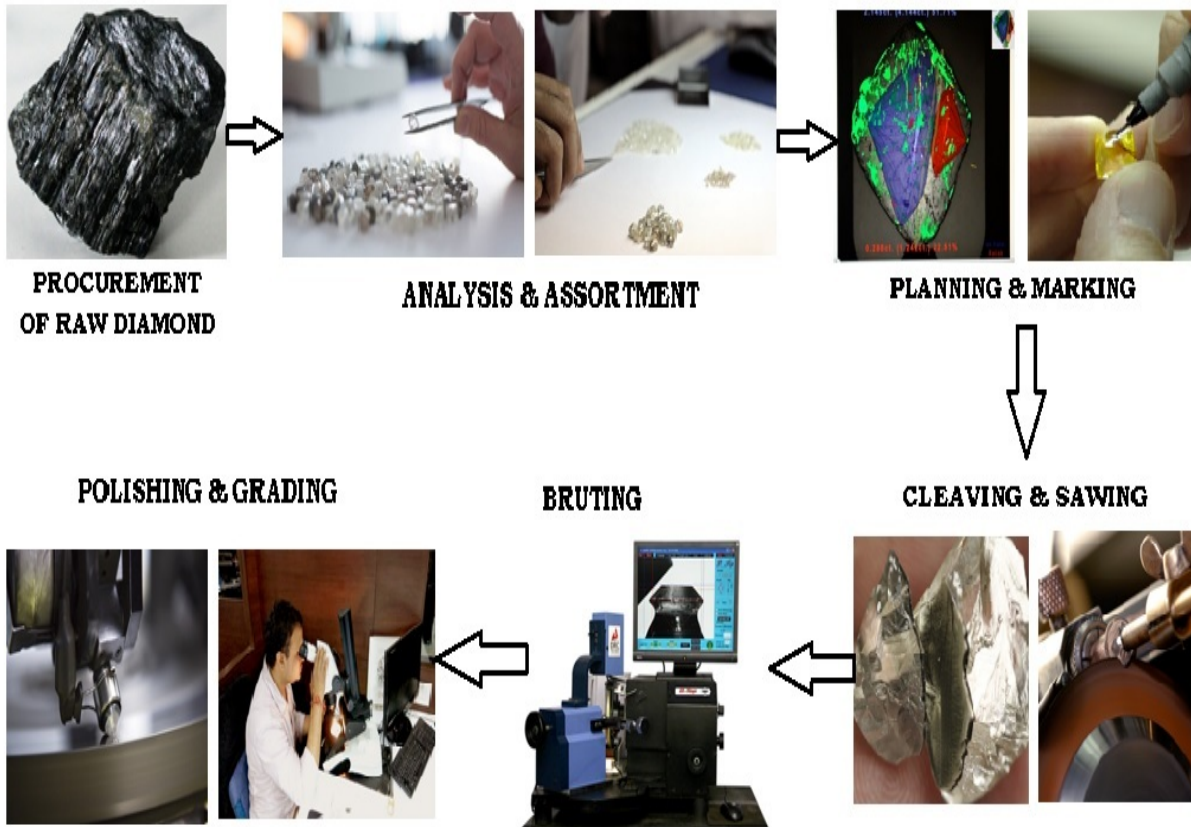 PROCUREMENT
OF RAW DIAMOND
ANALYSIS & ASSORTMENT
PLANNING & MARKING
CLEAVING & SAWING
BRUTING
POLISHING & GRADING